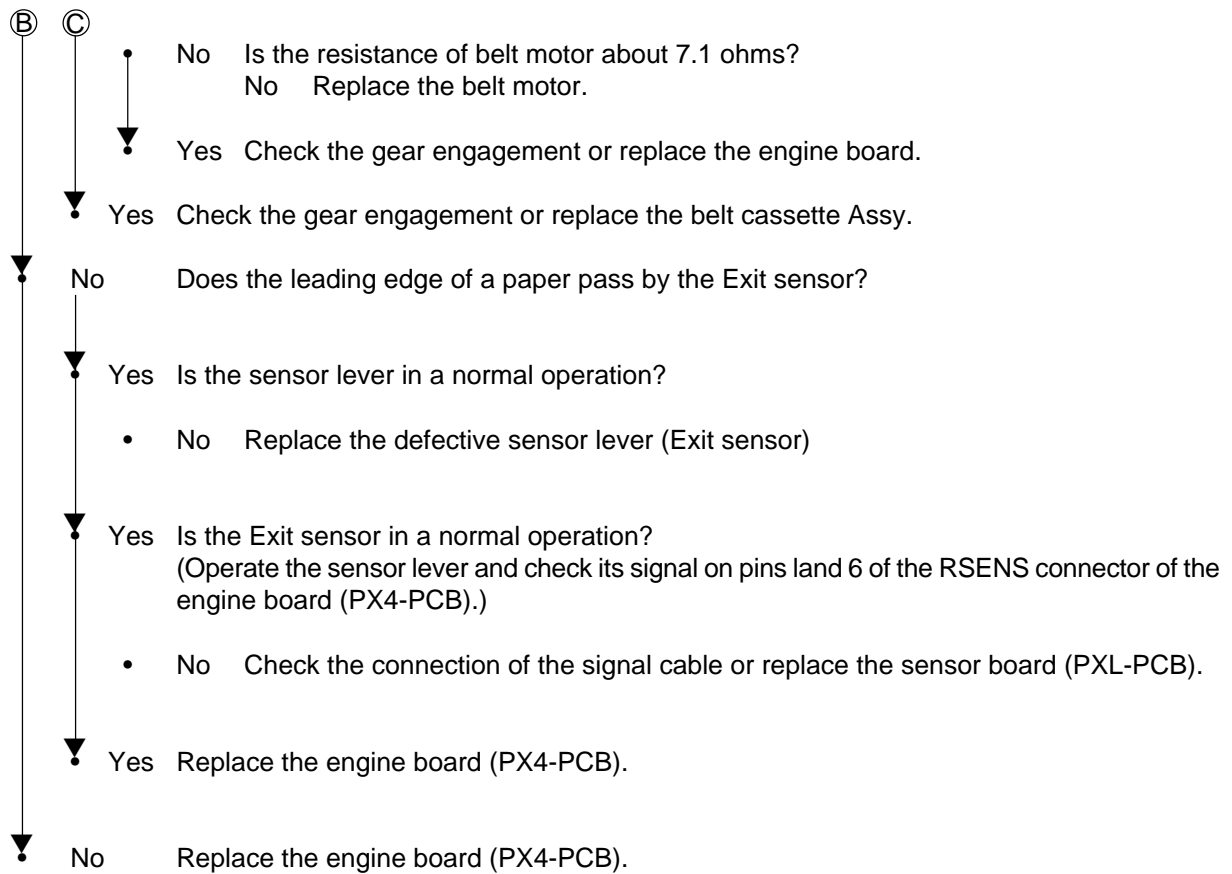 Ⓑ Ⓒ
• No Is the resistance of belt motor about 7.1 ohms?
No Replace the belt motor.
• Yes Check the gear engagement or replace the engine board.
• Yes Check the gear engagement or replace the belt cassette Assy.
• No Does the leading edge of a paper pass by the Exit sensor?
• Yes Is the sensor lever in a normal operation?
• No Replace the defective sensor lever (Exit sensor)
• Yes Is the Exit sensor in a normal operation?
(Operate the sensor lever and check its signal on pins land 6 of the RSENS connector of the
engine board (PX4-PCB).)
• No Check the connection of the signal cable or replace the sensor board (PXL-PCB).
• Yes Replace the engine board (PX4-PCB).
• No Replace the engine board (PX4-PCB).